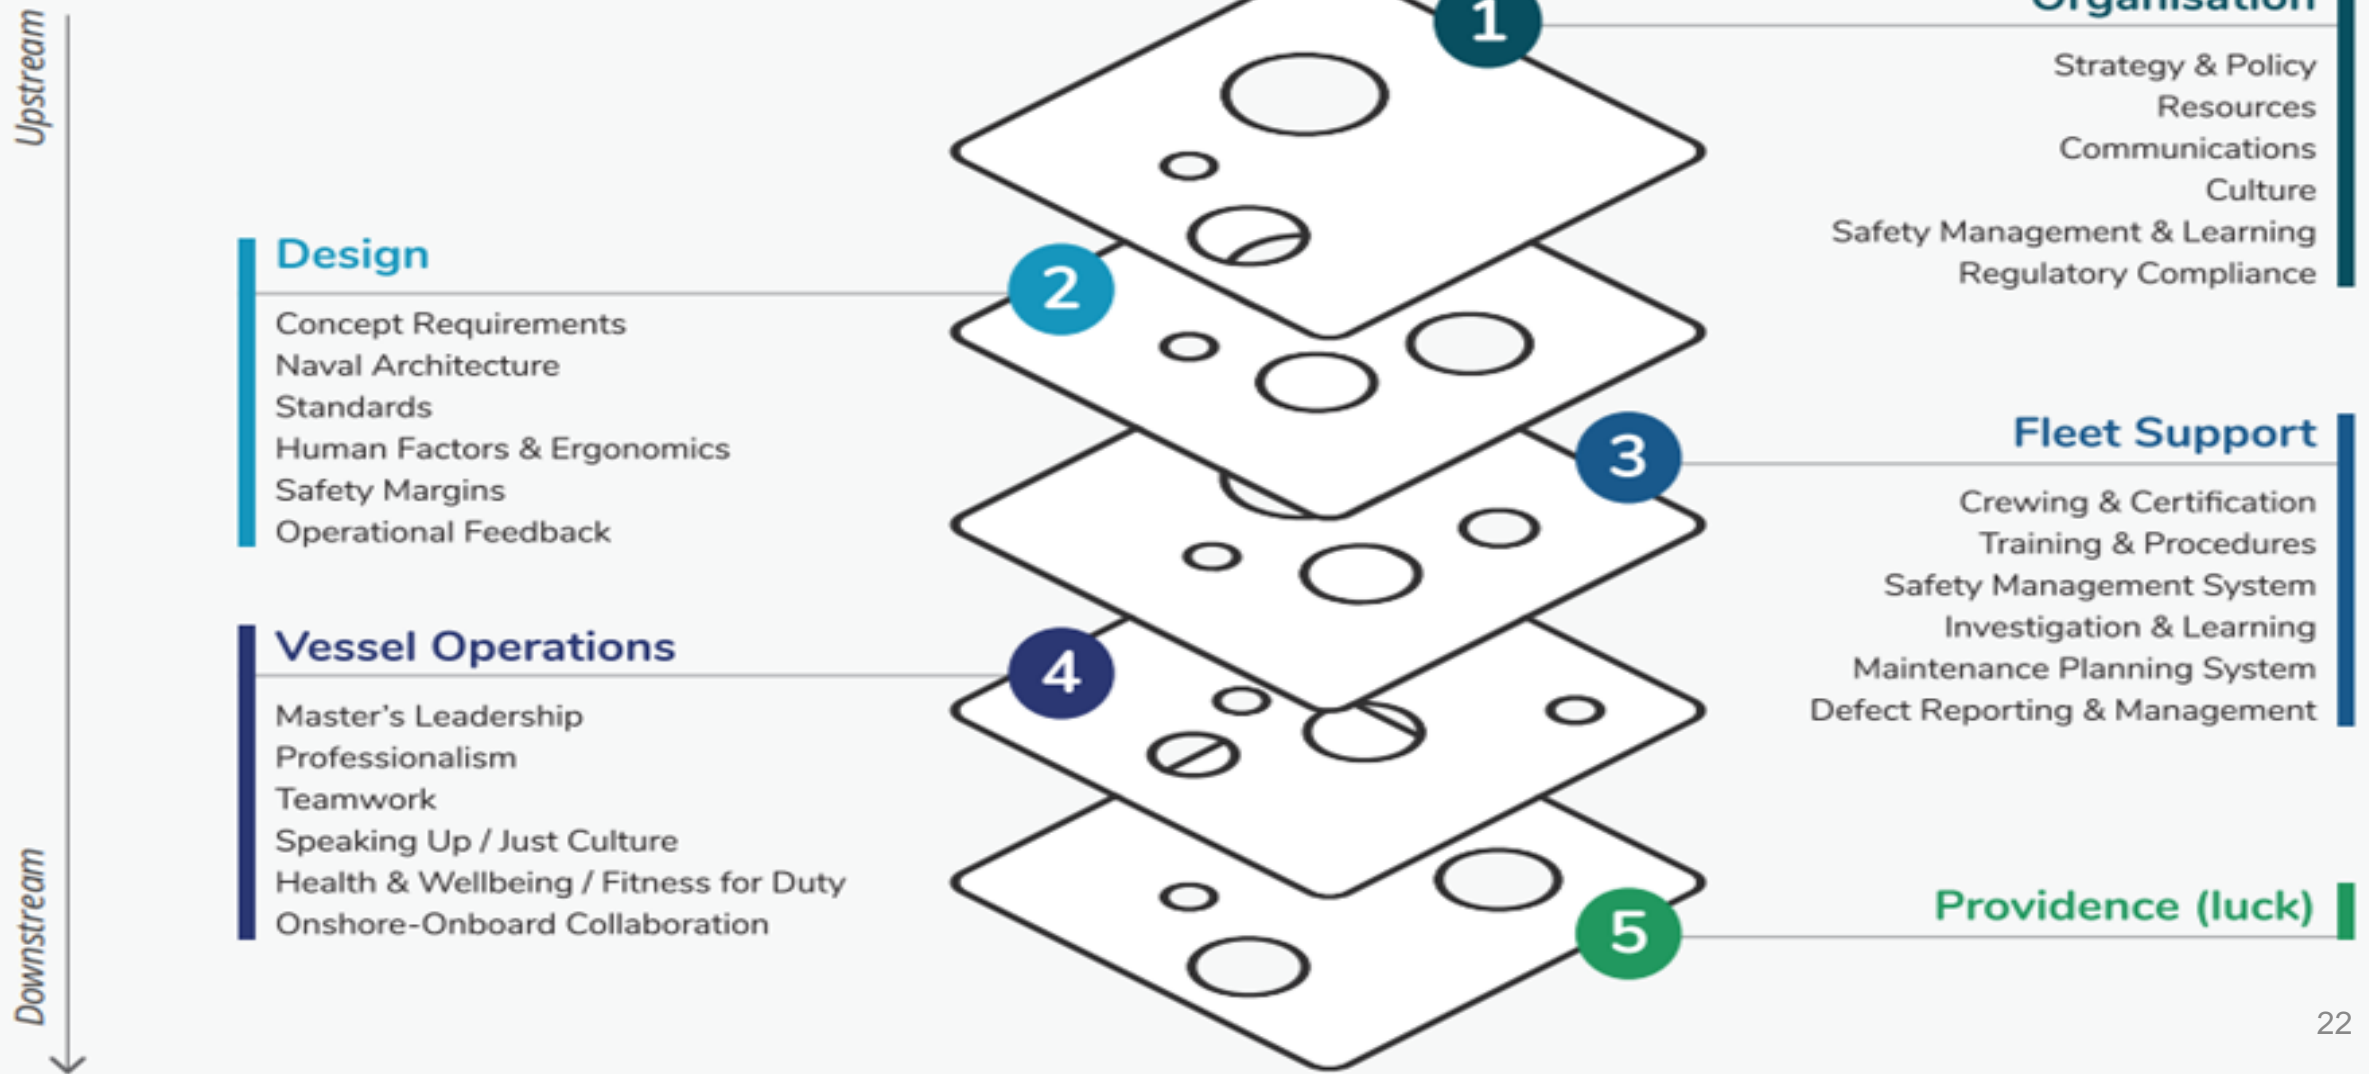 Upstream
1
Organisation
Strategy & Policy
Resources
Communications
Culture
Safety Management & Learning
Regulatory Compliance
2
Design
Concept Requirements
Naval Architecture
Standards
Human Factors & Ergonomics
Safety Margins
Operational Feedback
3
Fleet Support
Crewing & Certification
Training & Procedures
Safety Management System
Investigation & Learning
Maintenance Planning System
Defect Reporting & Management
4
Vessel Operations
Master’s Leadership
Professionalism
Teamwork
Speaking Up / Just Culture
Health & Wellbeing / Fitness for Duty
Onshore-Onboard Collaboration
5
Providence (luck)
Downstream
22